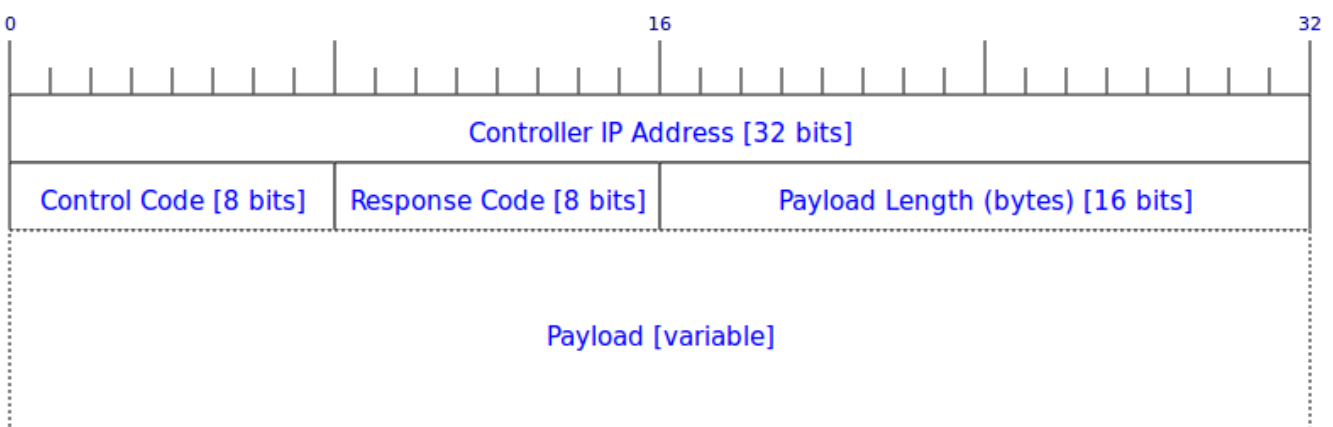 0 16 32
Controller IP Address [32 bits]
Control Code [8 bits] Response Code [8 bits] Payload Length (bytes) [16 bits]
Payload [variable]